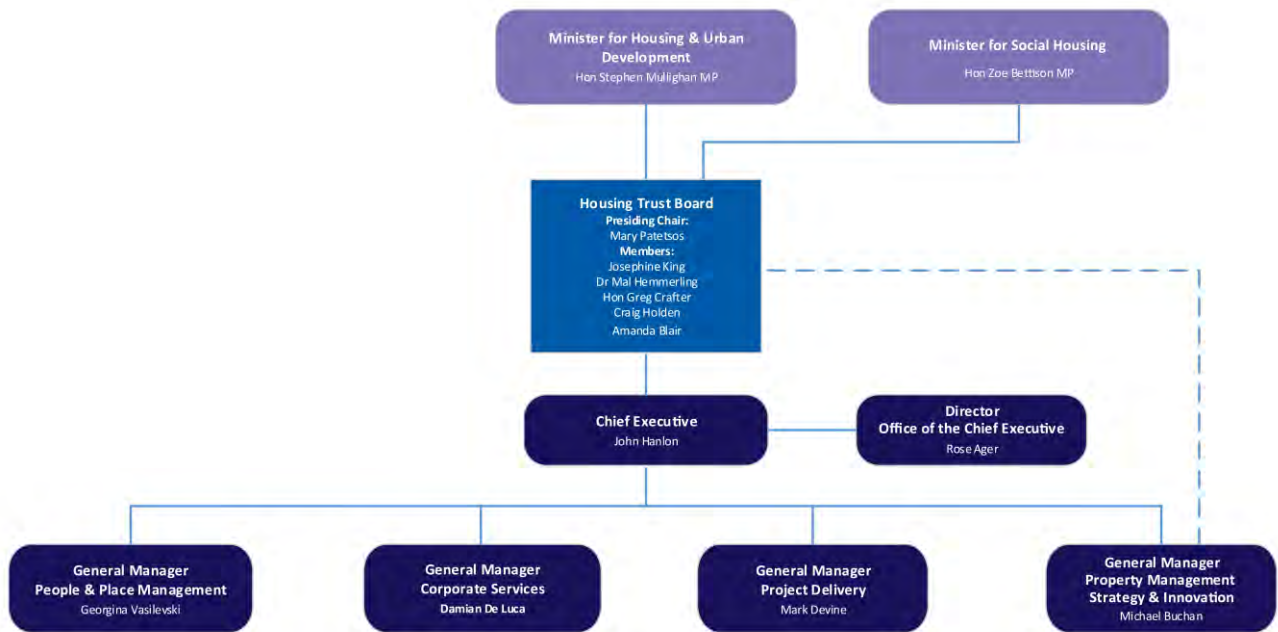 Minister for Housing & Urban
Development
Hon Stephen Mullighan MP
Minister for Social Housing
Hon Zoe Bettison MP
Housing Trust Board
Presiding Chair:
Mary Patetsos
Members:
Josephine King
Dr Mal Hemmerling
Hon Greg Crafter
Craig Holden
Amanda Blair
Chief Executive
John Hanlon
Director
Office of the Chief Executive
Rose Ager
General Manager
People & Place Management
Georgina Vasilevski
General Manager
Corporate Services
Damian De Luca
General Manager
Project Delivery
Mark Devine
General Manager
Property Management
Strategy & Innovation
Michael Buchan